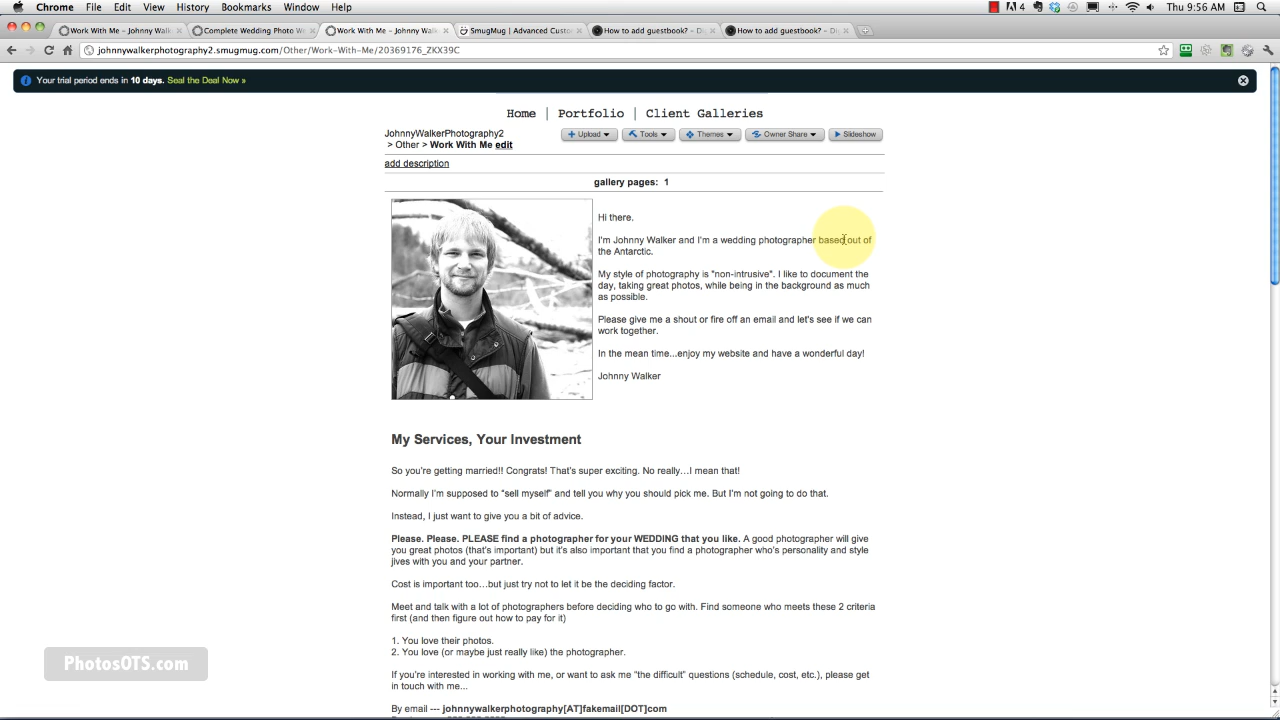 Chrome File Edit View History Bookmarks Window Help 4 Thu 9:56 AM
Work With Me – Johnny Walke Complete Wedding Photo We Work With Me – Johnny Walk SmugMug | Advanced Custo How to add guestbook? – Di How to add guestbook? – Di
johnnywalkerphotography2.smugmug.com/Other/Work-With-Me/20369176_ZKX39C
Your trial period ends in 10 days. Seal the Deal Now »
Home | Portfolio | Client Galleries
JohnnyWalkerPhotography2
> Other > Work With Me edit
Upload Tools Themes Owner Share Slideshow
add description
gallery pages: 1
Hi there.
I'm Johnny Walker and I'm a wedding photographer based out of
the Antarctic.
My style of photography is "non-intrusive". I like to document the
day, taking great photos, while being in the background as much
as possible.
Please give me a shout or fire off an email and let's see if we can
work together.
In the mean time...enjoy my website and have a wonderful day!
Johnny Walker
My Services, Your Investment
So you're getting married!! Congrats! That's super exciting. No really…I mean that!
Normally I'm supposed to "sell myself" and tell you why you should pick me. But I'm not going to do that.
Instead, I just want to give you a bit of advice.
Please. Please. PLEASE find a photographer for your WEDDING that you like. A good photographer will give
you great photos (that's important) but it's also important that you find a photographer who's personality and style
jives with you and your partner.
Cost is important too…but just try not to let it be the deciding factor.
Meet and talk with a lot of photographers before deciding who to go with. Find someone who meets these 2 criteria
first (and then figure out how to pay for it)
1. You love their photos.
2. You love (or maybe just really like) the photographer.
If you're interested in working with me, or want to ask me "the difficult" questions (schedule, cost, etc.), please get
in touch with me...
By email --- johnnywalkerphotography[AT]fakemail[DOT]com
PhotosOTS.com